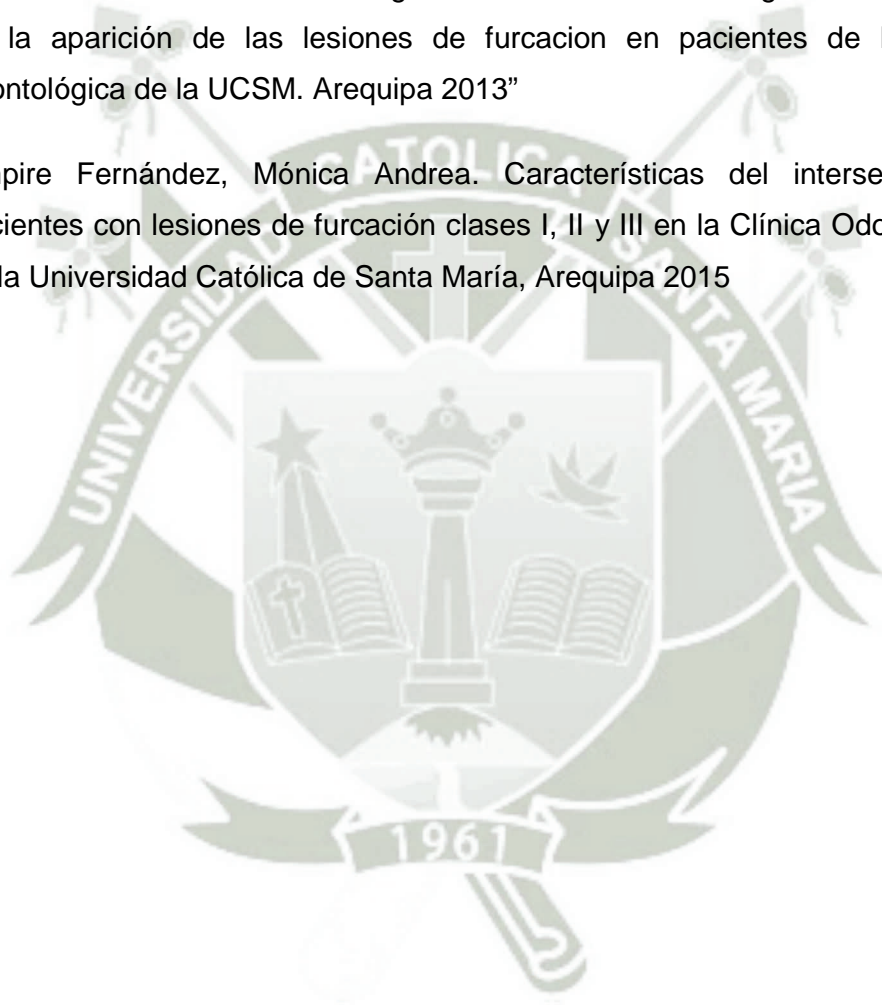 la aparición de las lesiones de furcacion en pacientes de
ontológica de la UCSM. Arequipa 2013”
pire Fernández, Mónica Andrea. Características del interse
cientes con lesiones de furcación clases I, II y III en la Clínica Odo
la Universidad Católica de Santa María, Arequipa 2015
UNIVERSIDAD CATOLICA SANTA MARIA
1961